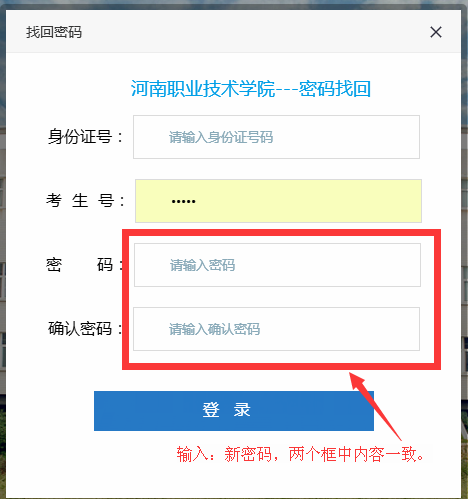 找回密码
河南职业技术学院---密码找回
身份证号： 请输入身份证号码
考 生 号： •••••
密 码： 请输入密码
确认密码： 请输入确认密码
登 录
输入：新密码，两个框中内容一致。